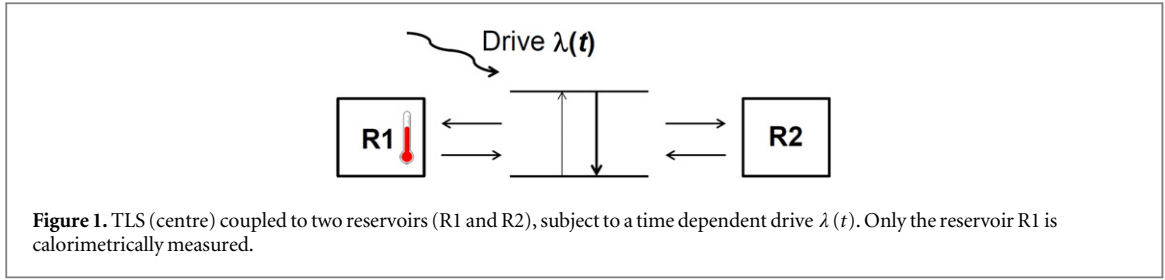 Drive λ(t)
R1
R2
Figure 1. TLS (centre) coupled to two reservoirs (R1 and R2), subject to a time dependent drive λ (t). Only the reservoir R1 is
calorimetrically measured.